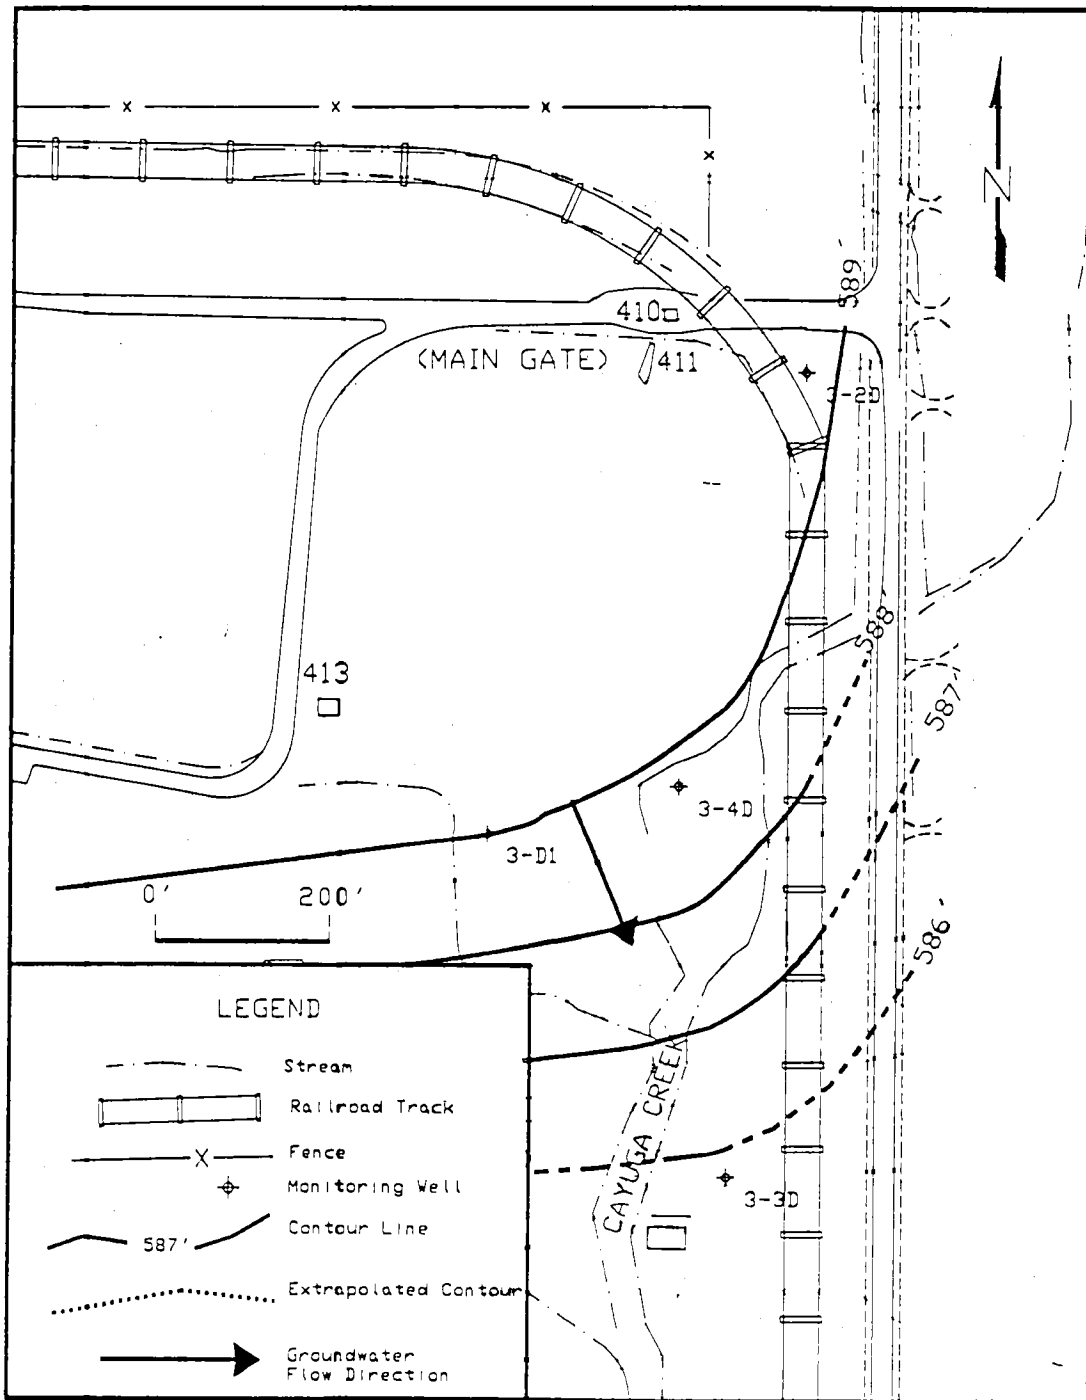 X X X
X
N
589'
410
(MAIN GATE)
411
3-2D
588'
413
587'
3-4D
3-D1
0' 200'
586'
LEGEND
Stream
Railroad Track
X Fence
Monitoring Well
587' Contour Line
Extrapolated Contour
Groundwater
Flow Direction
CAYUGA CREEK
3-3D